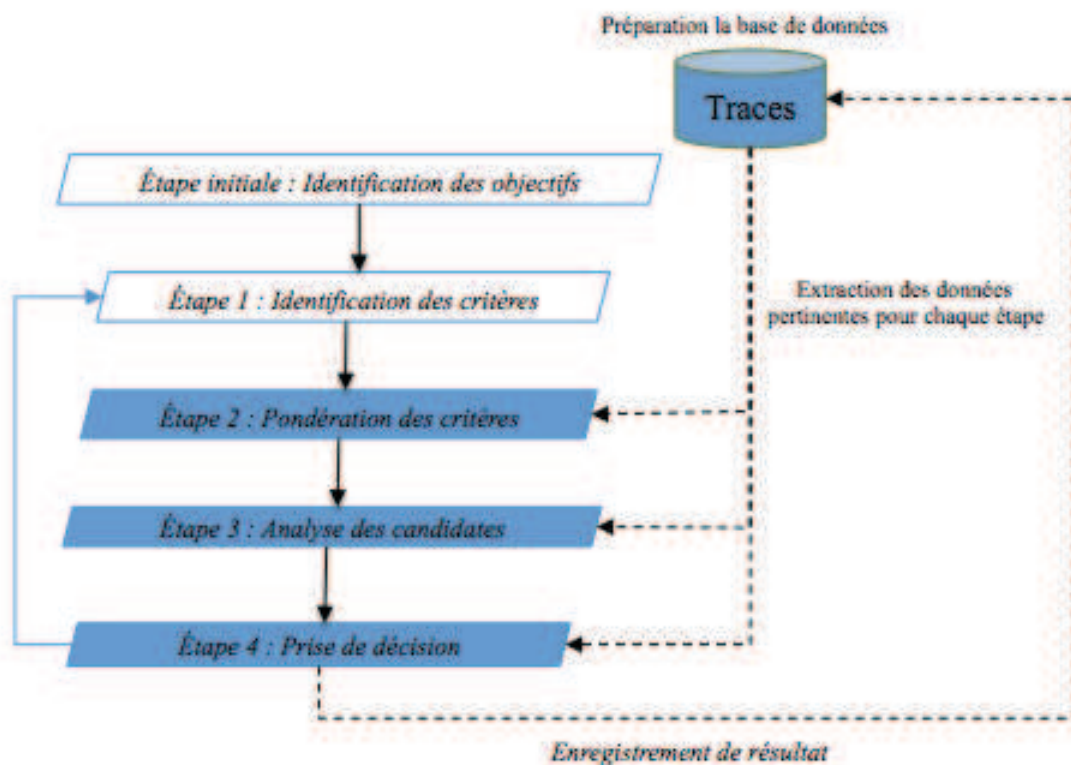 Préparation la base de données
Traces
Étape initiale : Identification des objectifs
Étape 1 : Identification des critères
Extraction des données
pertinentes pour chaque étape
Étape 2 : Pondération des critères
Étape 3 : Analyse des candidates
Étape 4 : Prise de décision
Enregistrement de résultat